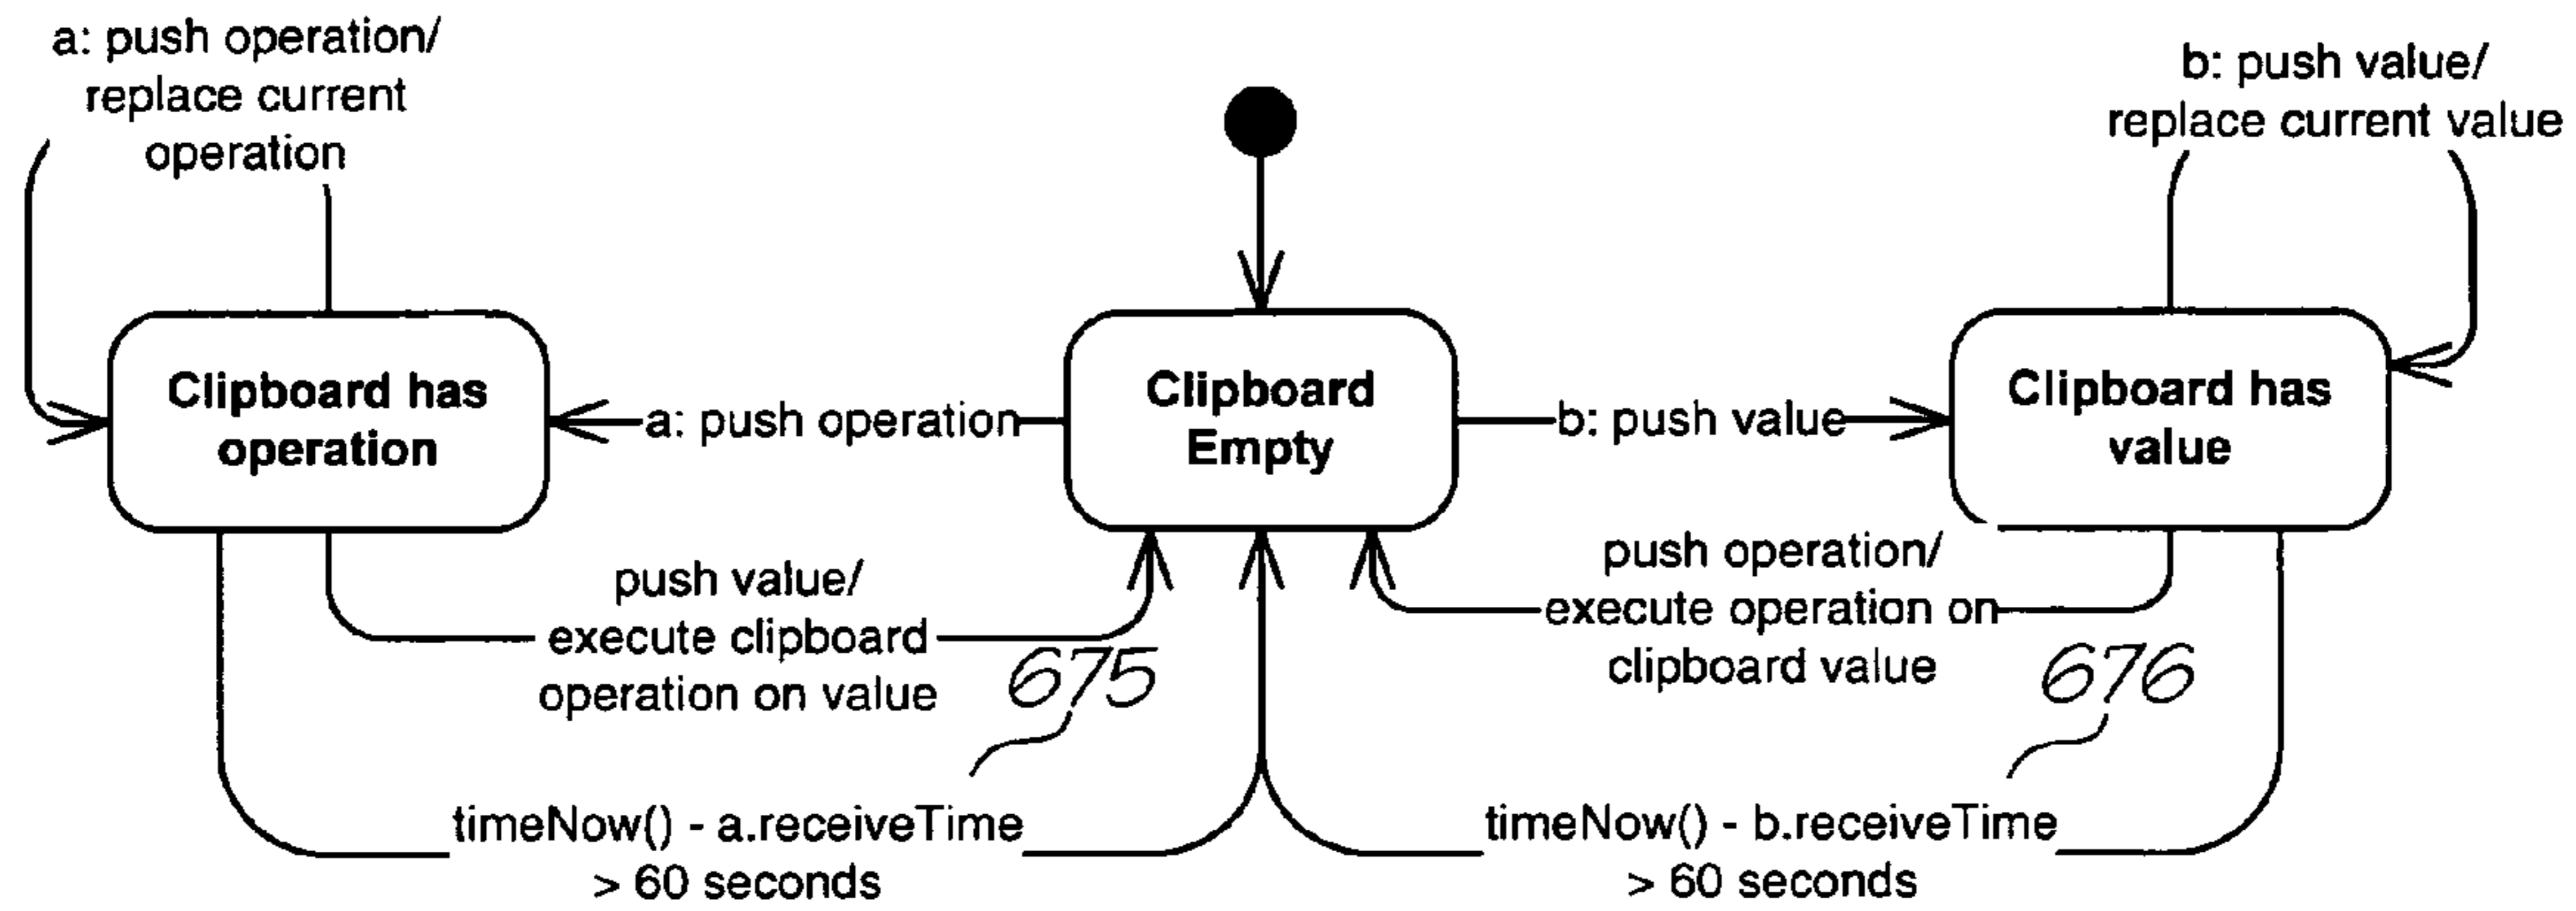 a: push operation/
replace current
operation
b: push value/
replace current value
Clipboard has
operation
a: push operation
Clipboard
Empty
b: push value
Clipboard has
value
push value/
execute clipboard
operation on value
675
push operation/
execute operation on
clipboard value
676
timeNow() - a.receiveTime
> 60 seconds
timeNow() - b.receiveTime
> 60 seconds